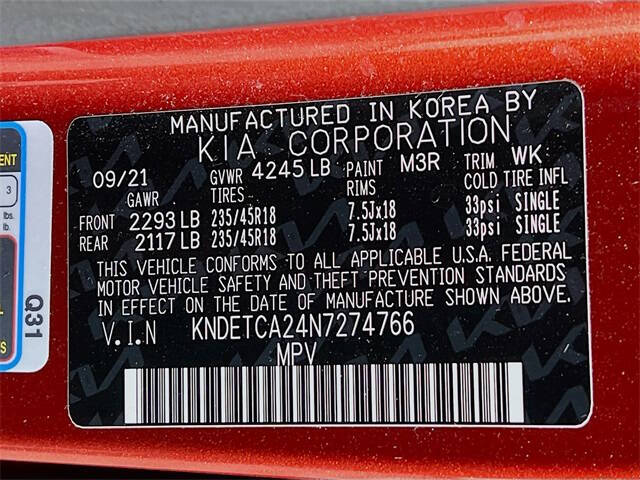 MANUFACTURED IN KOREA BY
KIA CORPORATION
09/21 GVWR 4245 LB PAINT M3R TRIM WK
GAWR TIRES RIMS COLD TIRE INFL
FRONT 2293 LB 235/45R18 7.5Jx18 33psi SINGLE
REAR 2117 LB 235/45R18 7.5Jx18 33psi SINGLE
THIS VEHICLE CONFORMS TO ALL APPLICABLE U.S.A. FEDERAL
MOTOR VEHICLE SAFETY AND THEFT PREVENTION STANDARDS
IN EFFECT ON THE DATE OF MANUFACTURE SHOWN ABOVE.
V.I.N KNDETCA24N7274766
MPV
3
lbs.
lb.
Q31